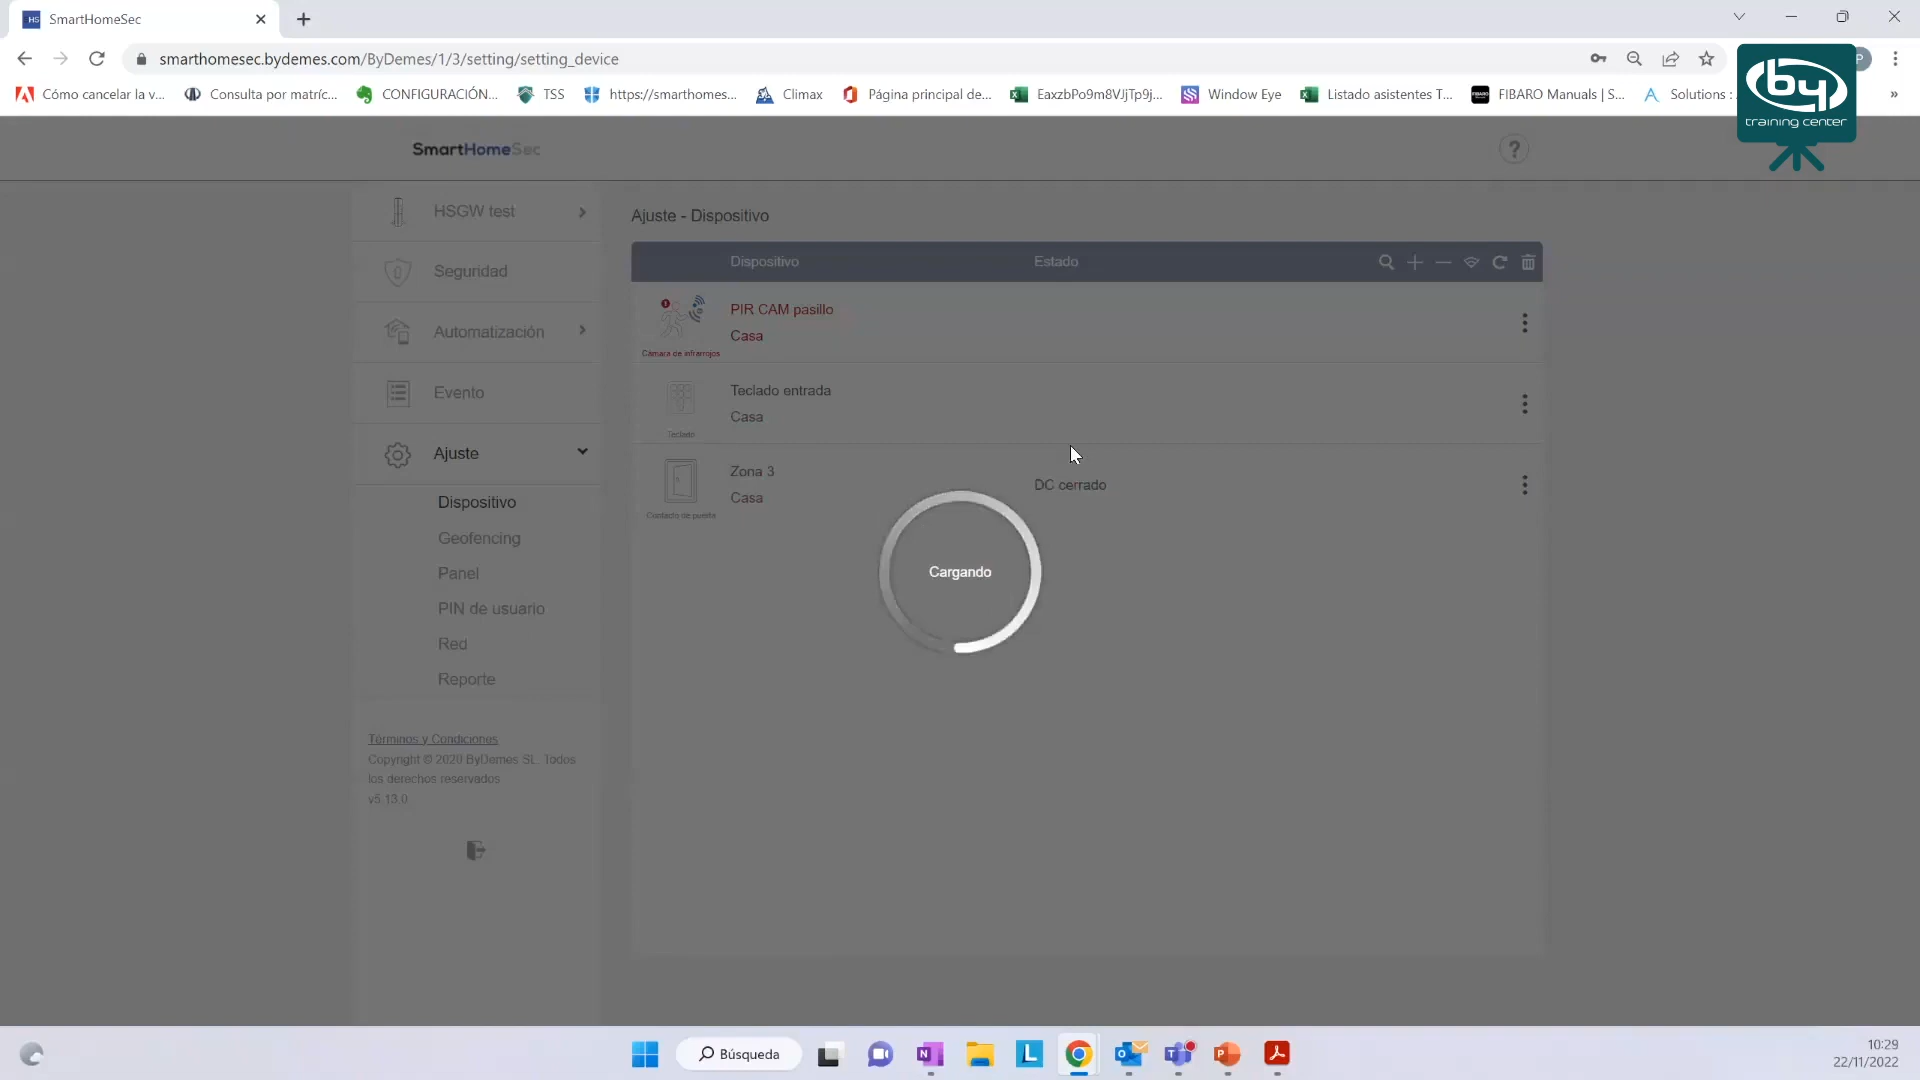 HS SmartHomeSec
smarthomesec.bydemes.com/ByDemes/1/3/setting/setting_device
P
Cómo cancelar la v...
Consulta por matríc...
CONFIGURACIÓN...
TSS
https://smarthomes...
Climax
Página principal de...
EaxzbPo9m8VJjTp9j...
Window Eye
Listado asistentes T...
FIBARO Manuals | S...
Solutions :
»
by
training center
SmartHomeSec
?
HSGW test
Seguridad
Automatización
Evento
Ajuste
Dispositivo
Geofencing
Panel
PIN de usuario
Red
Reporte
Términos y Condiciones
Copyright © 2020 ByDemes SL. Todos
los derechos reservados
v5.13.0
Ajuste - Dispositivo
Dispositivo Estado
PIR CAM pasillo
Casa
Cámara de infrarrojos
Teclado entrada
Casa
Teclado
Zona 3
Casa
Contacto de puerta
DC cerrado
Cargando
Búsqueda
10:29
22/11/2022